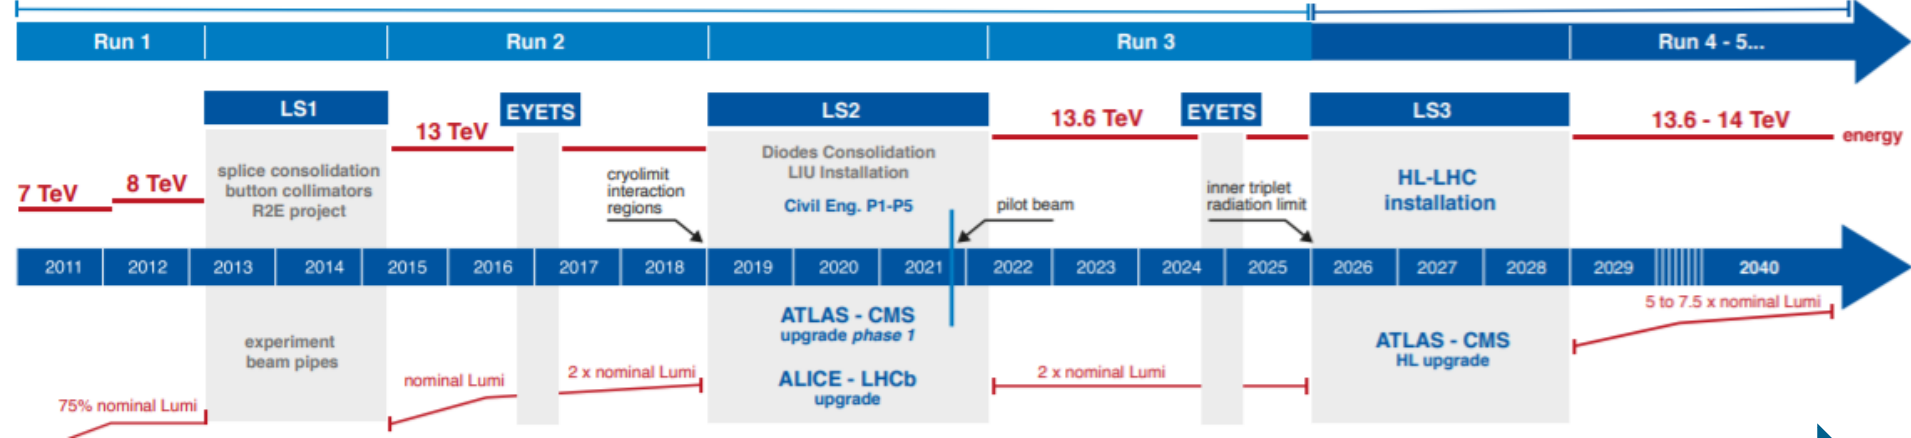 Run 1
Run 2
Run 3
Run 4 - 5...
LS1
EYETS
LS2
EYETS
LS3
13 TeV
13.6 TeV
13.6 - 14 TeV
energy
7 TeV
8 TeV
splice consolidation
button collimators
R2E project
cryolimit
interaction
regions
Diodes Consolidation
LIU Installation
Civil Eng. P1-P5
pilot beam
inner triplet
radiation limit
HL-LHC
installation
2011
2012
2013
2014
2015
2016
2017
2018
2019
2020
2021
2022
2023
2024
2025
2026
2027
2028
2029
2040
5 to 7.5 x nominal Lumi
experiment
beam pipes
ATLAS - CMS
upgrade phase 1
ATLAS - CMS
HL upgrade
75% nominal Lumi
nominal Lumi
2 x nominal Lumi
ALICE - LHCb
upgrade
2 x nominal Lumi